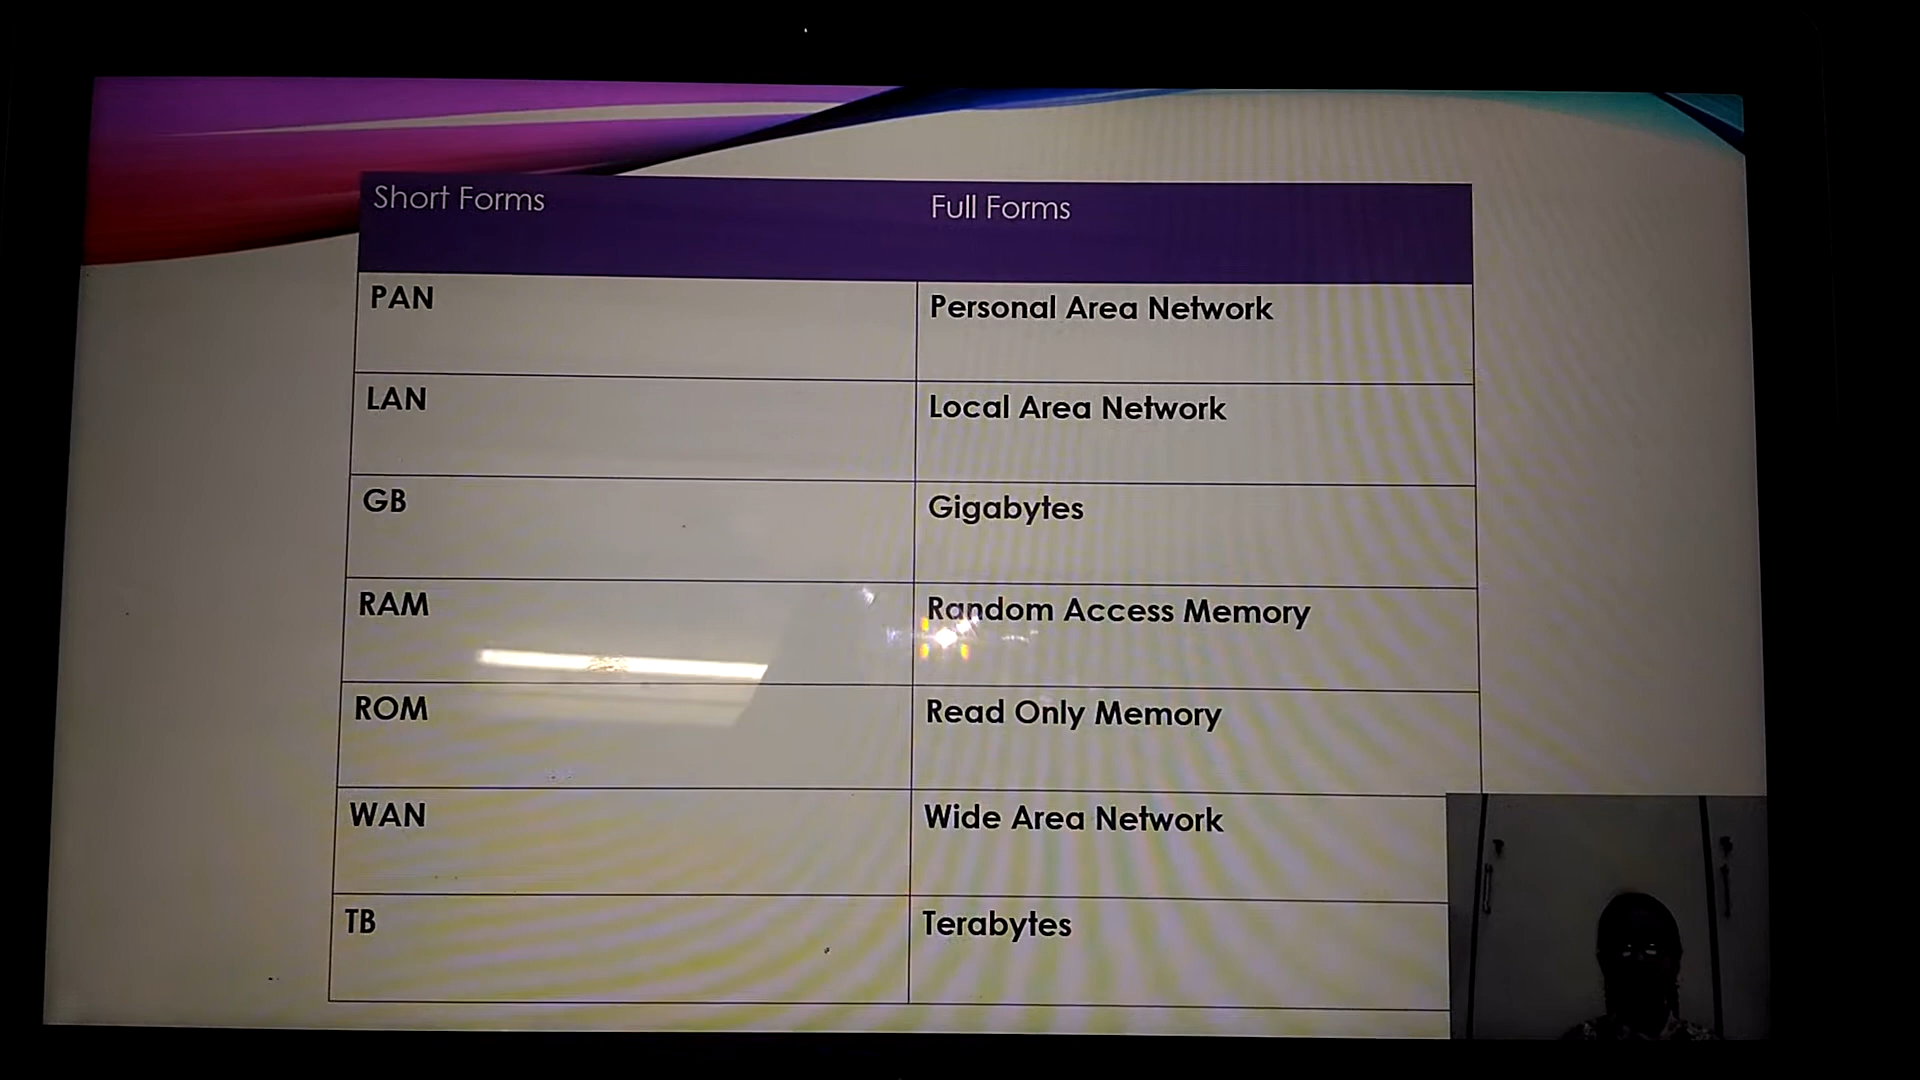 Short Forms Full Forms
PAN Personal Area Network
LAN Local Area Network
GB Gigabytes
RAM Random Access Memory
ROM Read Only Memory
WAN Wide Area Network
TB Terabytes